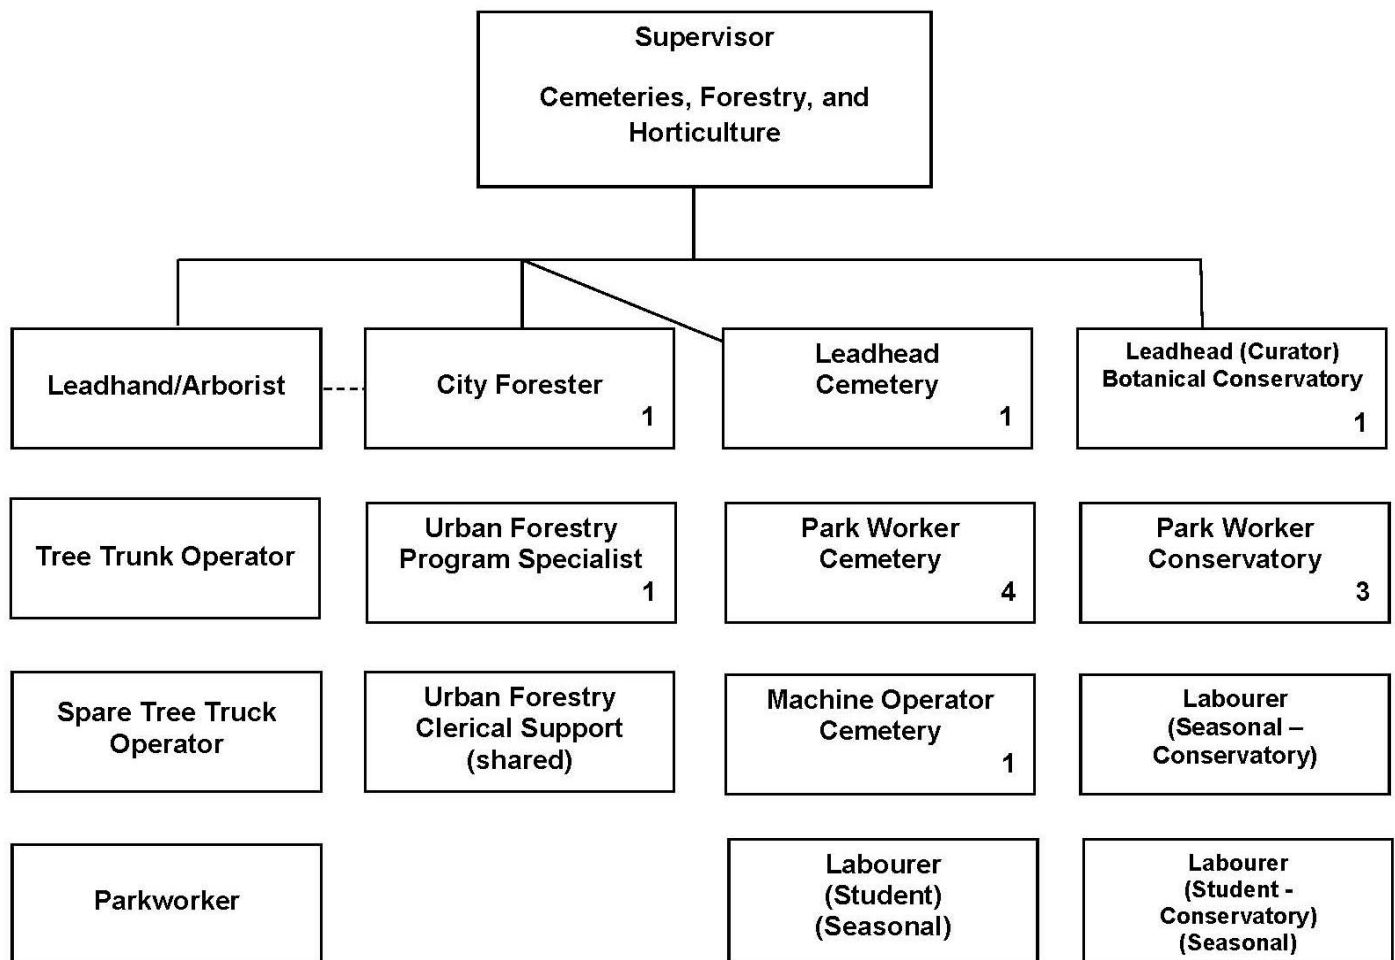 Supervisor
Cemeteries, Forestry, and
Horticulture
Leadhand/Arborist
City Forester
1
Leadhead
Cemetery
1
Leadhead (Curator)
Botanical Conservatory
1
Tree Trunk Operator
Urban Forestry
Program Specialist
1
Park Worker
Cemetery
4
Park Worker
Conservatory
3
Spare Tree Truck
Operator
Urban Forestry
Clerical Support
(shared)
Machine Operator
Cemetery
1
Labourer
(Seasonal –
Conservatory)
Parkworker
Labourer
(Student)
(Seasonal)
Labourer
(Student -
Conservatory)
(Seasonal)